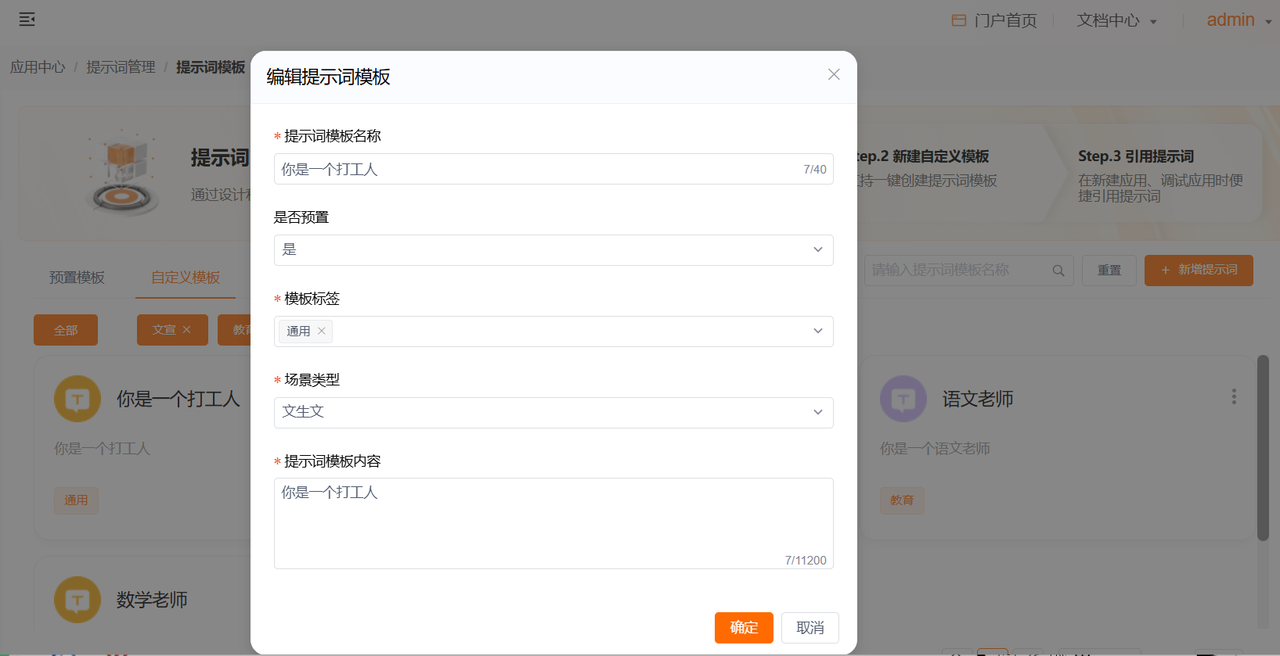 门户首页
文档中心
admin
应用中心 / 提示词管理 / 提示词模板
编辑提示词模板
* 提示词模板名称
你是一个打工人
7/40
是否预置
是
* 模板标签
通用
* 场景类型
文生文
* 提示词模板内容
你是一个打工人
7/11200
确定
取消
提示词
通过设计
tep.2 新建自定义模板
持一键创建提示词模板
Step.3 引用提示词
在新建应用、调试应用时便
捷引用提示词
预置模板
自定义模板
请输入提示词模板名称
重置
+ 新增提示词
全部
文宣
教
你是一个打工人
你是一个打工人
通用
语文老师
你是一个语文老师
教育
数学老师